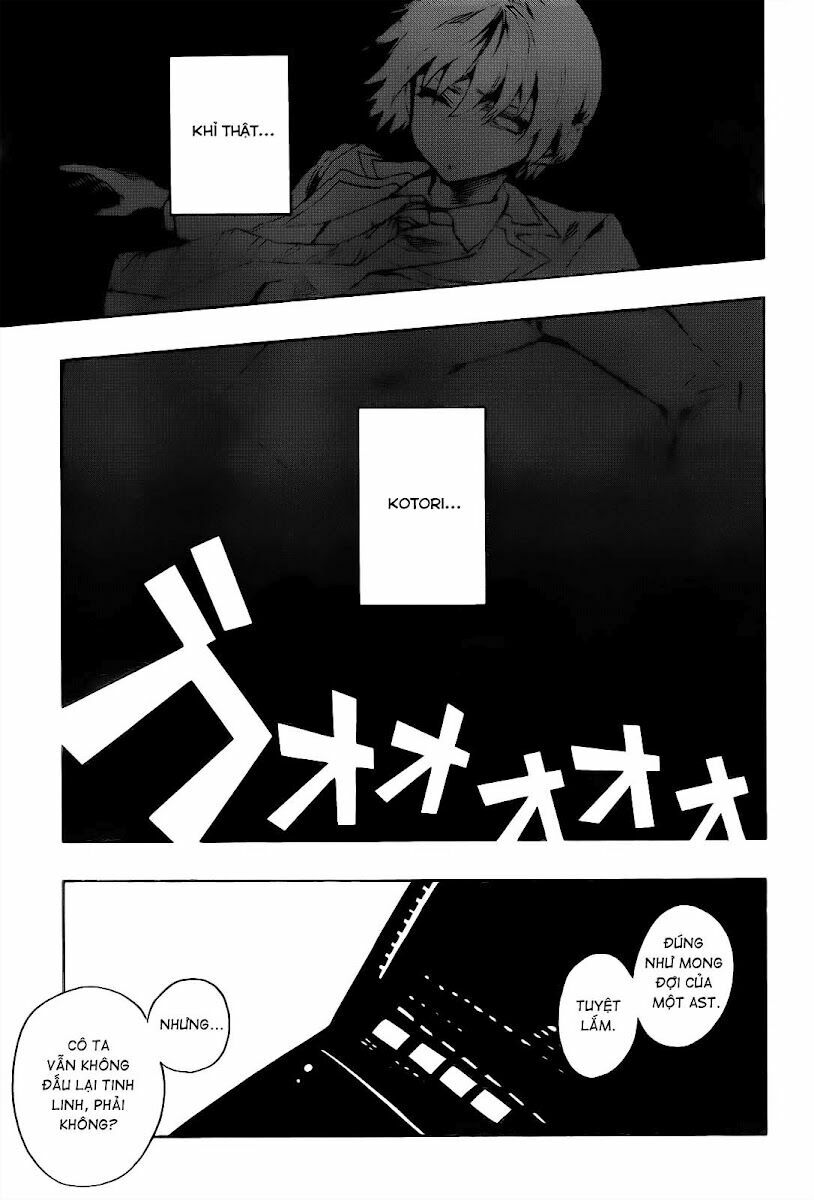 KHỈ THẬT...
KOTORI...
ゴオオオオオ
ĐÚNG
NHƯ MONG
ĐỢI CỦA
MỘT AST.
TUYỆT
LẮM.
NHƯNG...
CÔ TA
VẪN KHÔNG
ĐẤU LẠI TINH
LINH, PHẢI
KHÔNG?